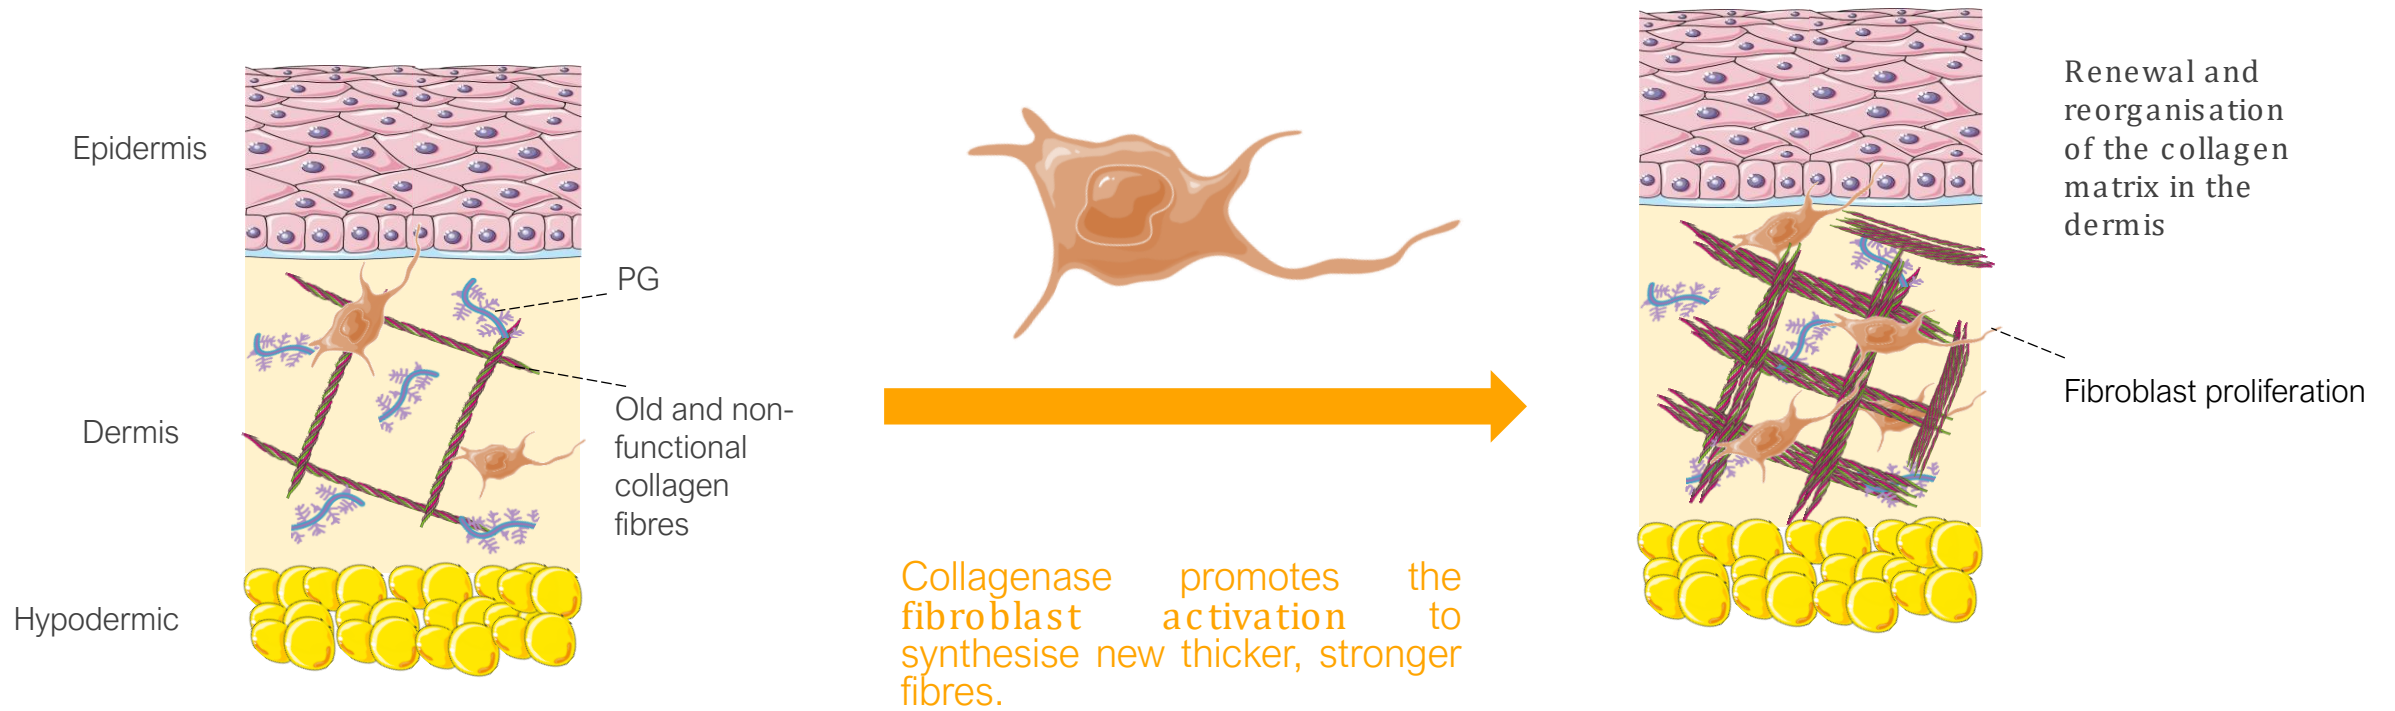 Epidermis
PG
Old and non-
functional
collagen
fibres
Dermis
Hypodermic
Collagenase promotes the
fibroblast activation to
synthesise new thicker, stronger
fibres.
Renewal and
reorganisation
of the collagen
matrix in the
dermis
Fibroblast proliferation